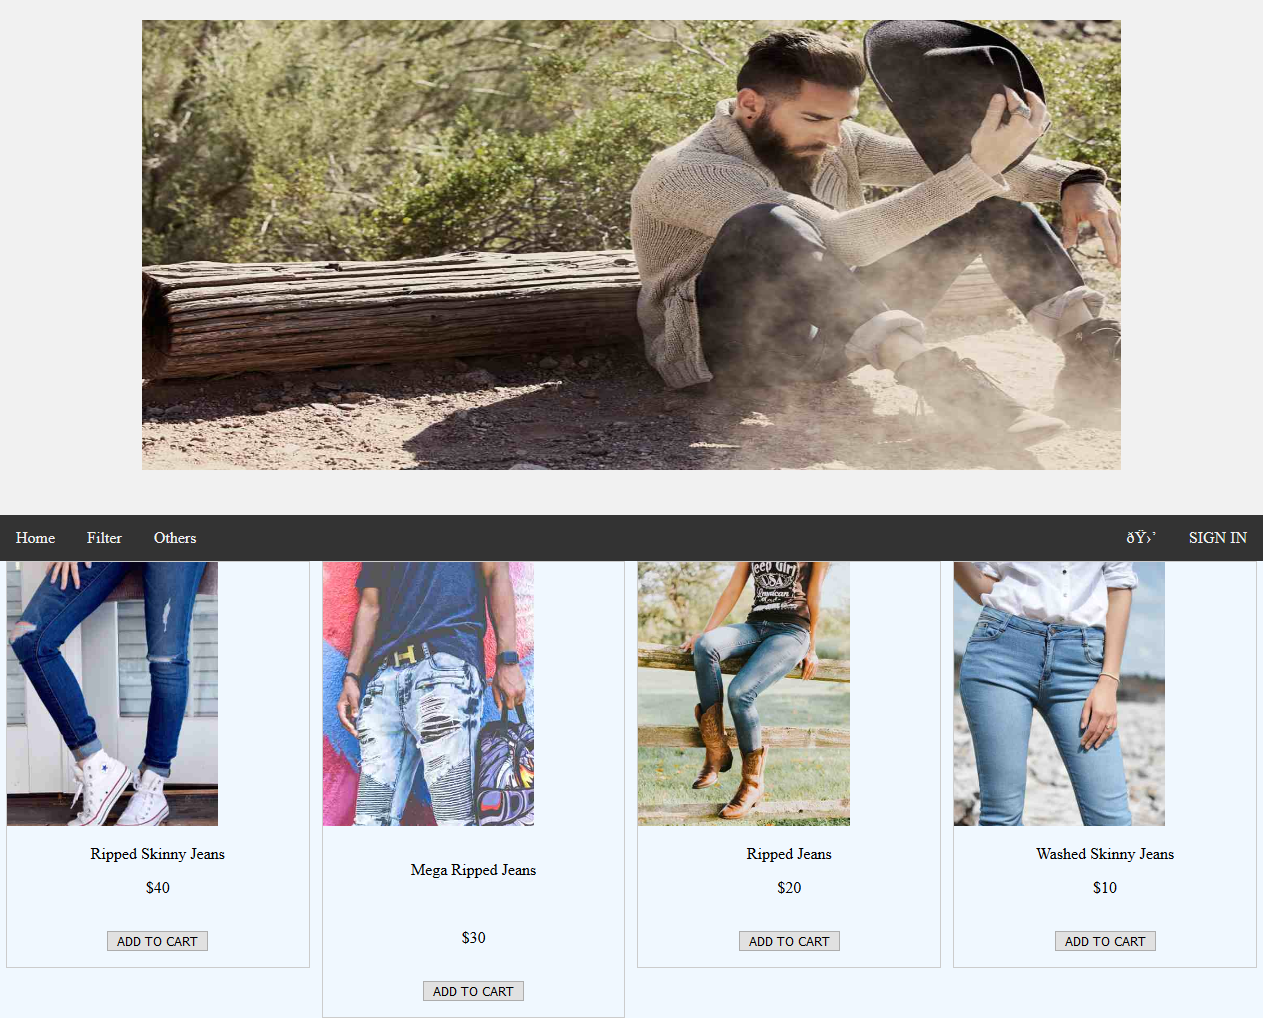 Home Filter Others ðŸ›’ SIGN IN
USA
Ripped Skinny Jeans
$40
ADD TO CART
Mega Ripped Jeans
$30
ADD TO CART
Ripped Jeans
$20
ADD TO CART
Washed Skinny Jeans
$10
ADD TO CART